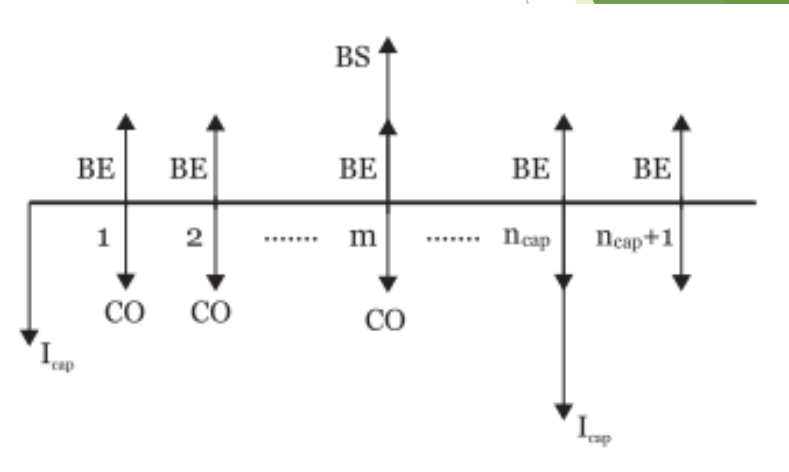 BS
BE BE BE BE BE
1 2 ....... m ....... ncap ncap+1
CO CO CO
Icap
Icap